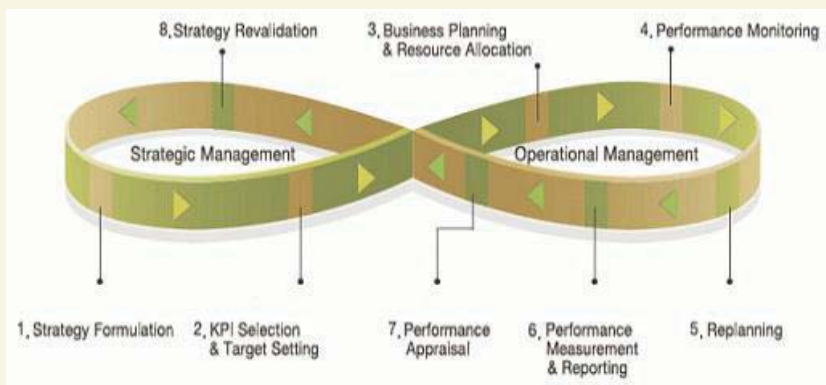 8. Strategy Revalidation
3. Business Planning
& Resource Allocation
4. Performance Monitoring
Strategic Management
Operational Management
1. Strategy Formulation
2. KPI Selection
& Target Setting
7. Performance
Appraisal
6. Performance
Measurement
& Reporting
5. Replanning